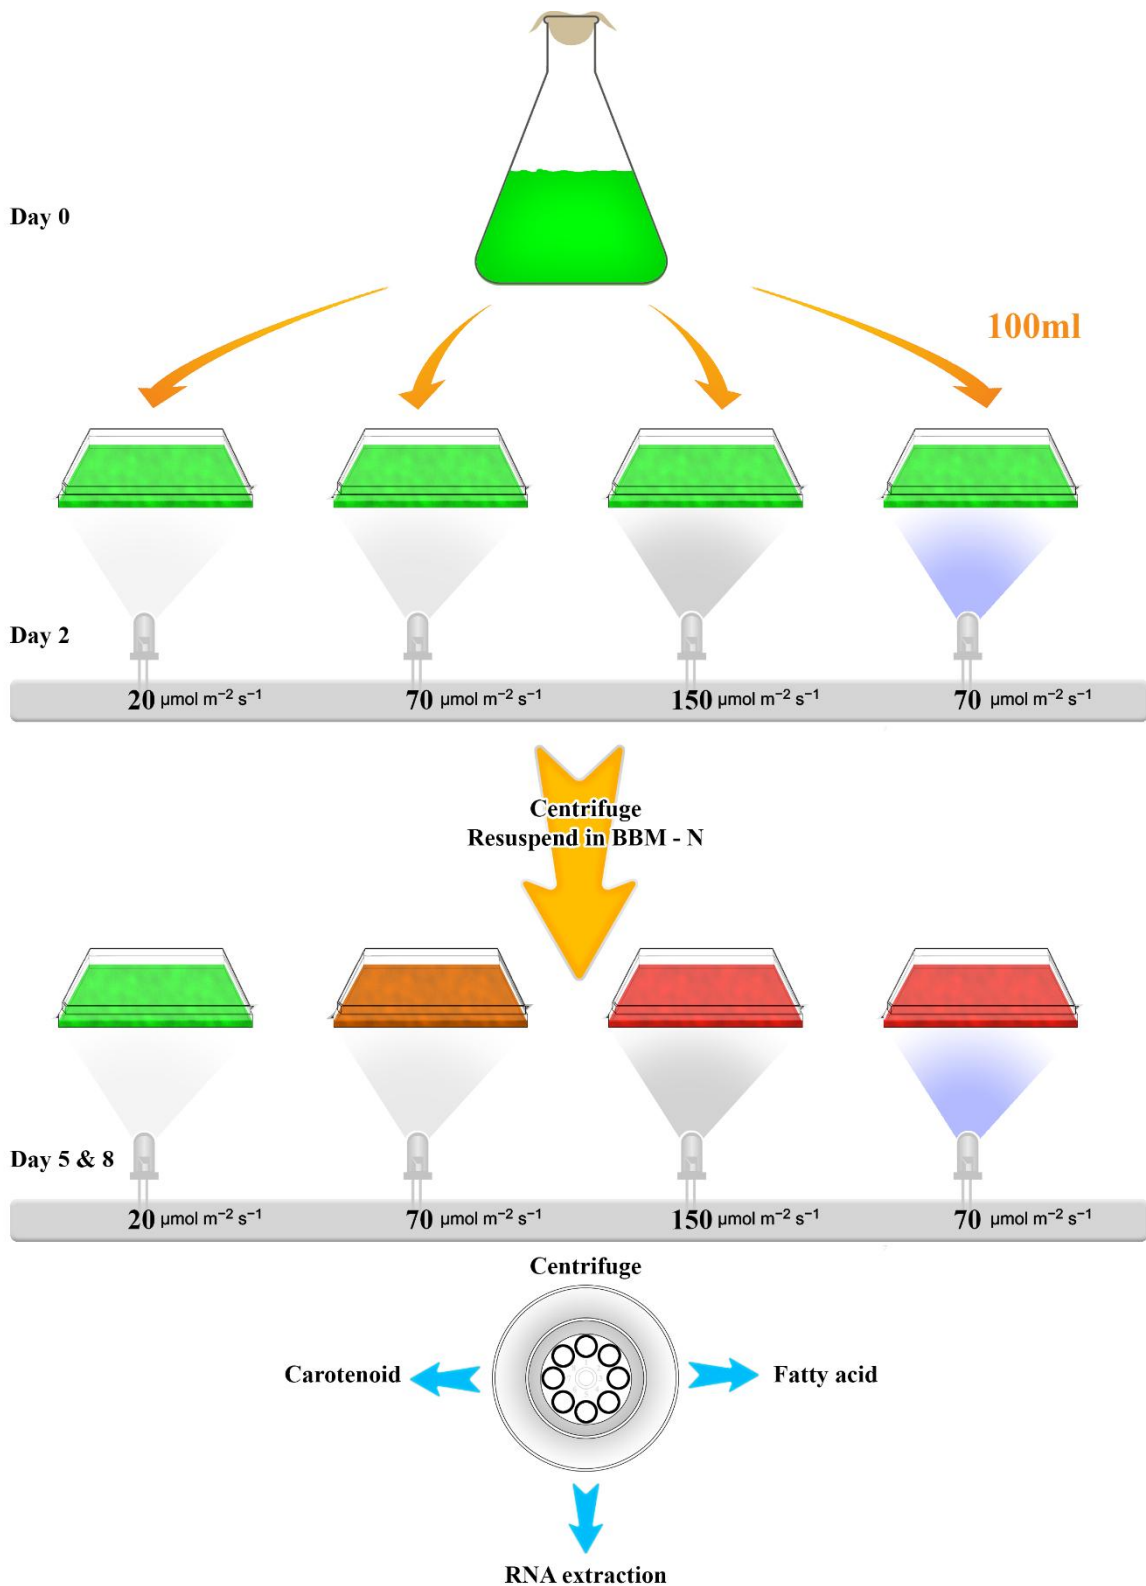 Day 0
100ml
Day 2
20 µmol m⁻² s⁻¹
70 µmol m⁻² s⁻¹
150 µmol m⁻² s⁻¹
70 µmol m⁻² s⁻¹
Centrifuge
Resuspend in BBM - N
Day 5 & 8
20 µmol m⁻² s⁻¹
70 µmol m⁻² s⁻¹
150 µmol m⁻² s⁻¹
70 µmol m⁻² s⁻¹
Centrifuge
Carotenoid
Fatty acid
RNA extraction